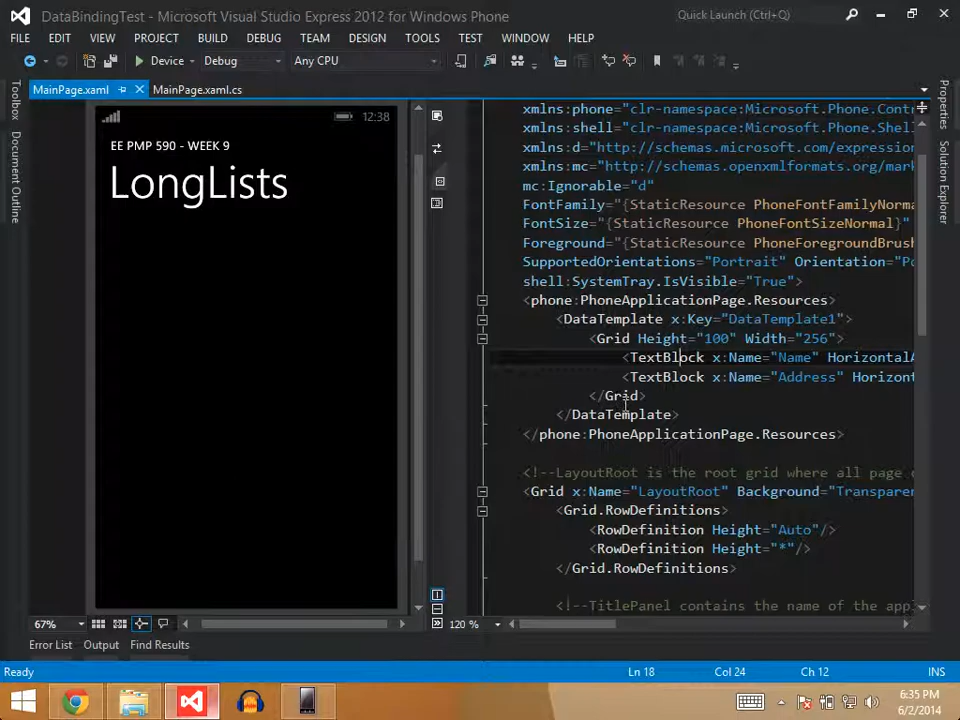 DataBindingTest - Microsoft Visual Studio Express 2012 for Windows Phone
Quick Launch (Ctrl+Q)
FILE EDIT VIEW PROJECT BUILD DEBUG TEAM DESIGN TOOLS TEST WINDOW HELP
Device Debug Any CPU
MainPage.xaml MainPage.xaml.cs
Toolbox
Document Outline
12:38
EE PMP 590 - WEEK 9
LongLists
xmlns:phone="clr-namespace:Microsoft.Phone.Contr
xmlns:shell="clr-namespace:Microsoft.Phone.Shell
xmlns:d="http://schemas.microsoft.com/expression
xmlns:mc="http://schemas.openxmlformats.org/mark
mc:Ignorable="d"
FontFamily="{StaticResource PhoneFontFamilyNorma
FontSize="{StaticResource PhoneFontSizeNormal}"
Foreground="{StaticResource PhoneForegroundBrush
SupportedOrientations="Portrait" Orientation="Po
shell:SystemTray.IsVisible="True">
<phone:PhoneApplicationPage.Resources>
<DataTemplate x:Key="DataTemplate1">
<Grid Height="100" Width="256">
<TextBlock x:Name="Name" HorizontalA
<TextBlock x:Name="Address" Horizont
</Grid>
</DataTemplate>
</phone:PhoneApplicationPage.Resources>
<!--LayoutRoot is the root grid where all page c
<Grid x:Name="LayoutRoot" Background="Transparen
<Grid.RowDefinitions>
<RowDefinition Height="Auto"/>
<RowDefinition Height="*"/>
</Grid.RowDefinitions>
<!--TitlePanel contains the name of the appl
Properties
Solution Explorer
67%
120 %
Error List Output Find Results
Ready Ln 18 Col 24 Ch 12 INS
6:35 PM
6/2/2014